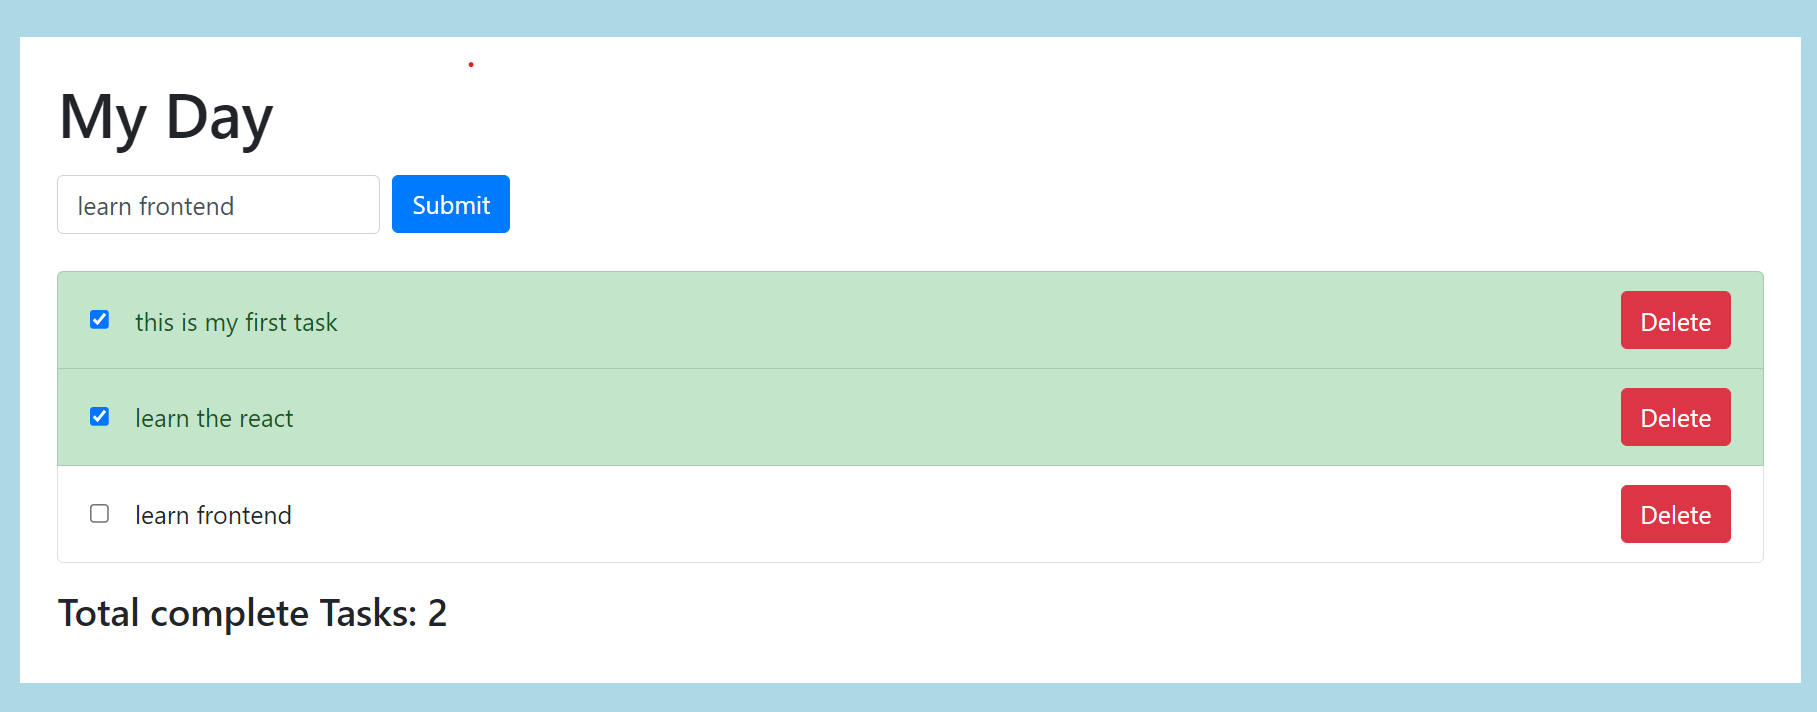 My Day
learn frontend Submit
this is my first task Delete
learn the react Delete
learn frontend Delete
Total complete Tasks: 2